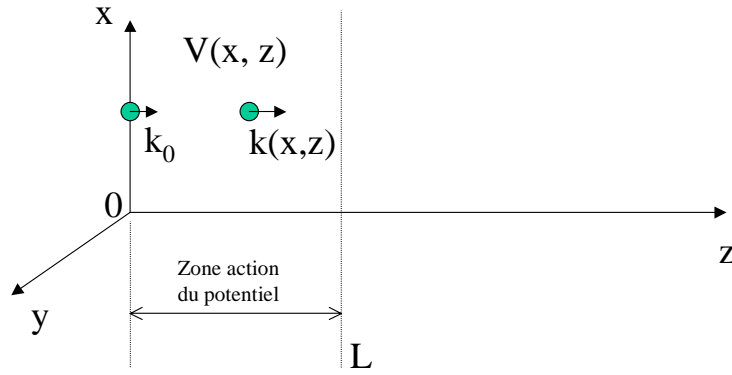 x
V(x, z)
k0
k(x,z)
0
z
Zone action
du potentiel
y
L